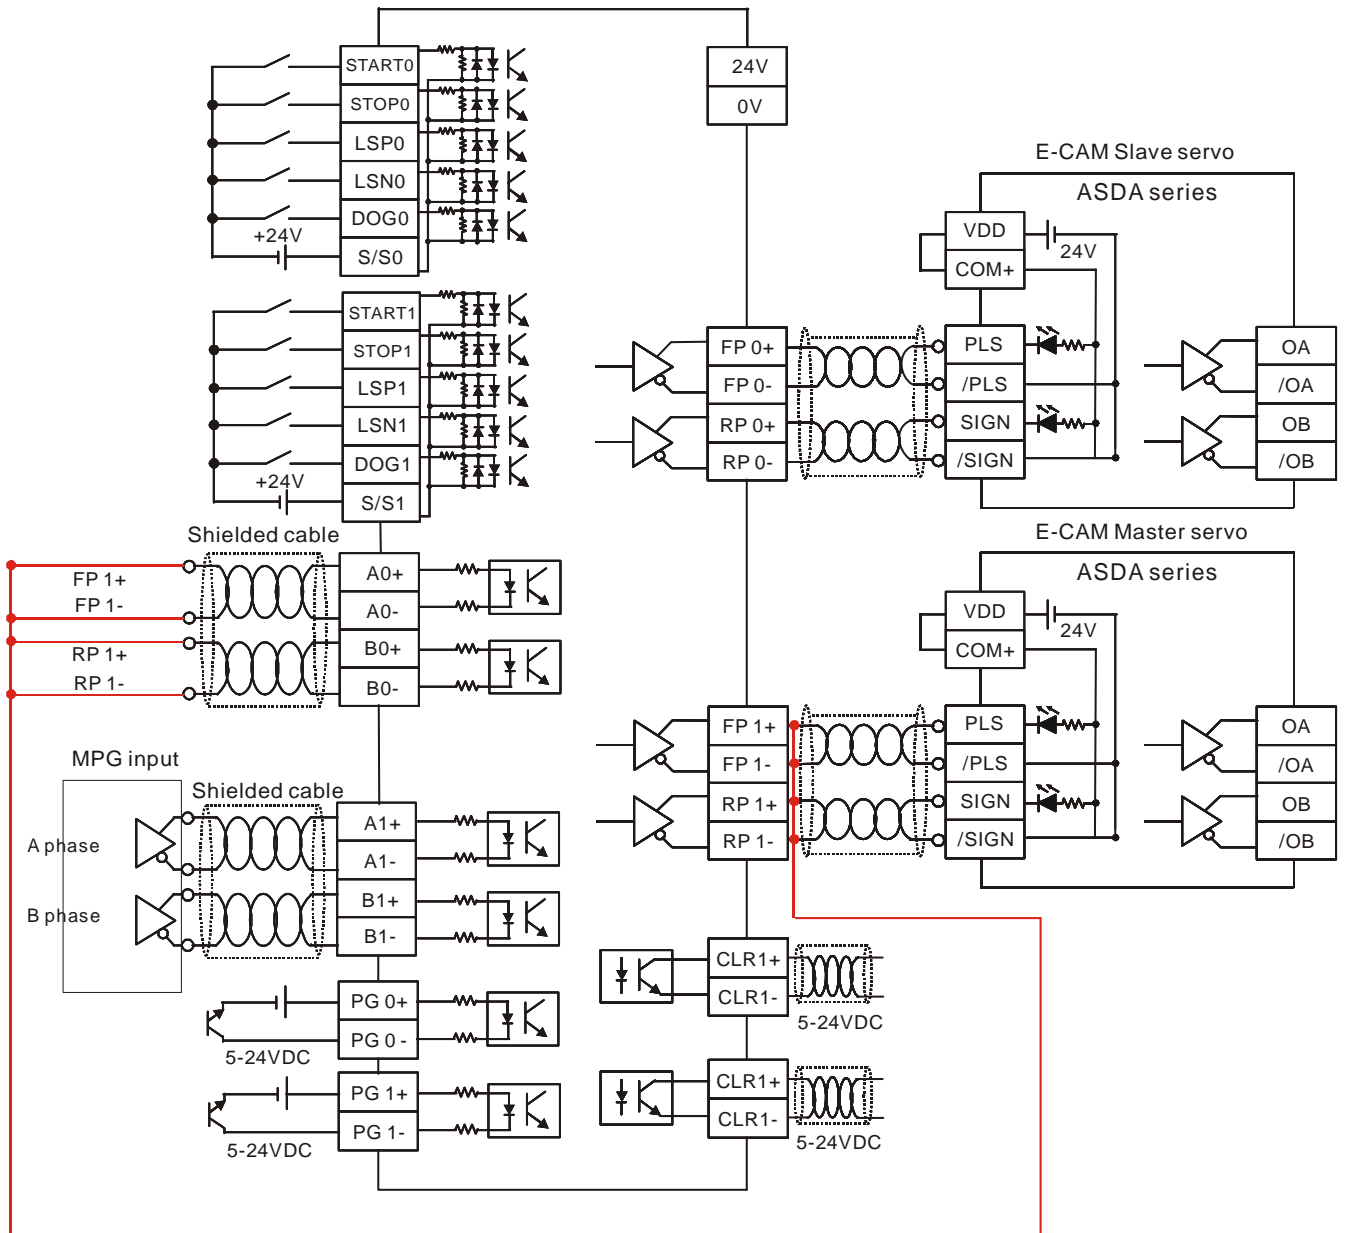 START0
STOP0
LSP0
LSN0
DOG0
+24V
S/S0
START1
STOP1
LSP1
LSN1
DOG1
+24V
S/S1
Shielded cable
FP 1+
FP 1-
RP 1+
RP 1-
A0+
A0-
B0+
B0-
MPG input
Shielded cable
A phase
B phase
A1+
A1-
B1+
B1-
PG 0+
PG 0 -
5-24VDC
PG 1+
PG 1-
5-24VDC
24V
0V
FP 0+
FP 0-
RP 0+
RP 0-
FP 1+
FP 1-
RP 1+
RP 1-
CLR1+
CLR1-
5-24VDC
CLR1+
CLR1-
5-24VDC
E-CAM Slave servo
ASDA series
VDD
COM+
24V
PLS
/PLS
SIGN
/SIGN
OA
/OA
OB
/OB
E-CAM Master servo
ASDA series
VDD
COM+
24V
PLS
/PLS
SIGN
/SIGN
OA
/OA
OB
/OB